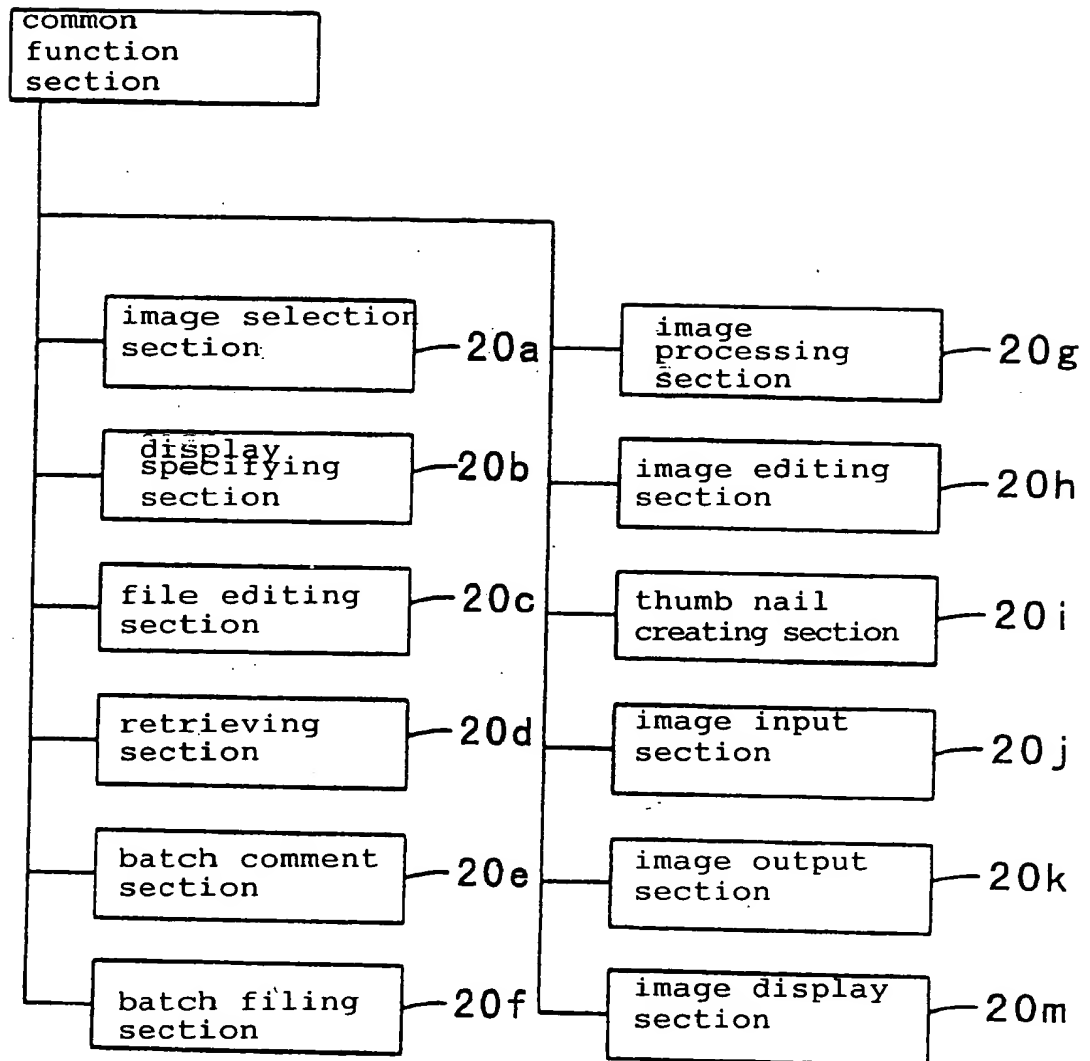 common
function
section
image selection
section
20a
display
specifying
section
20b
file editing
section
20c
retrieving
section
20d
batch comment
section
20e
batch filing
section
20f
image
processing
section
20g
image editing
section
20h
thumb nail
creating section
20i
image input
section
20j
image output
section
20k
image display
section
20m